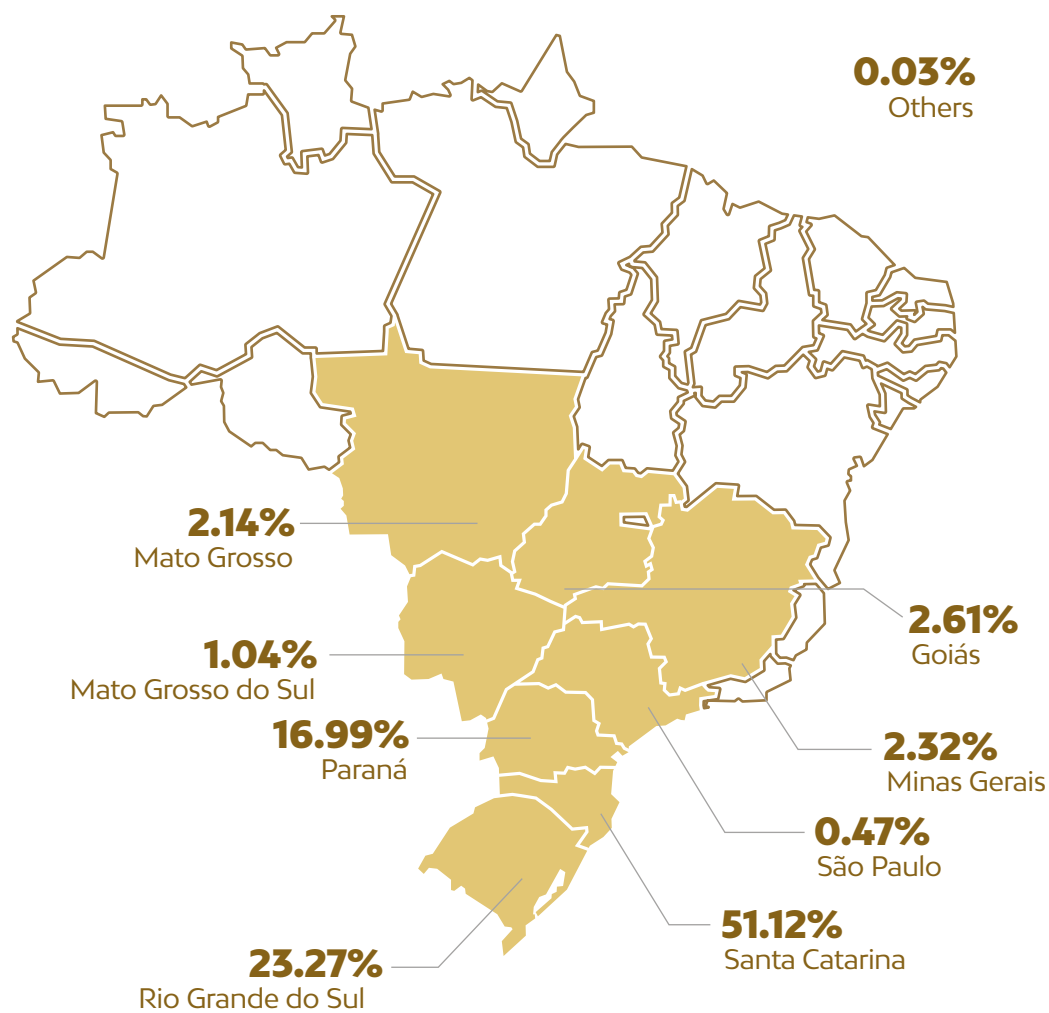 0.03%
Others
2.14%
Mato Grosso
1.04%
Mato Grosso do Sul
16.99%
Paraná
2.61%
Goiás
2.32%
Minas Gerais
0.47%
São Paulo
51.12%
Santa Catarina
23.27%
Rio Grande do Sul